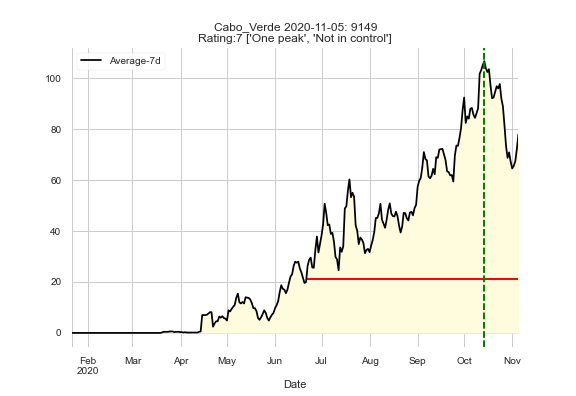 Cabo_Verde 2020-11-05: 9149
Rating:7 ['One peak', 'Not in control']
Average-7d
100
80
60
40
20
0
Feb Mar Apr May Jun Jul Aug Sep Oct Nov
2020
Date